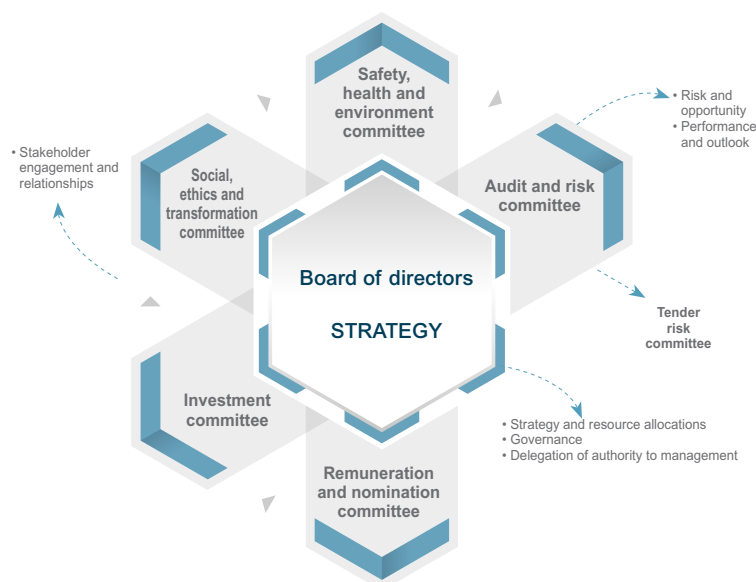 Safety,
health and
environment
committee
• Risk and
opportunity
• Performance
and outlook
Audit and risk
committee
• Stakeholder
engagement and
relationships
Social,
ethics and
transformation
committee
Board of directors
STRATEGY
Tender
risk
committee
Investment
committee
• Strategy and resource allocations
• Governance
• Delegation of authority to management
Remuneration
and nomination
committee